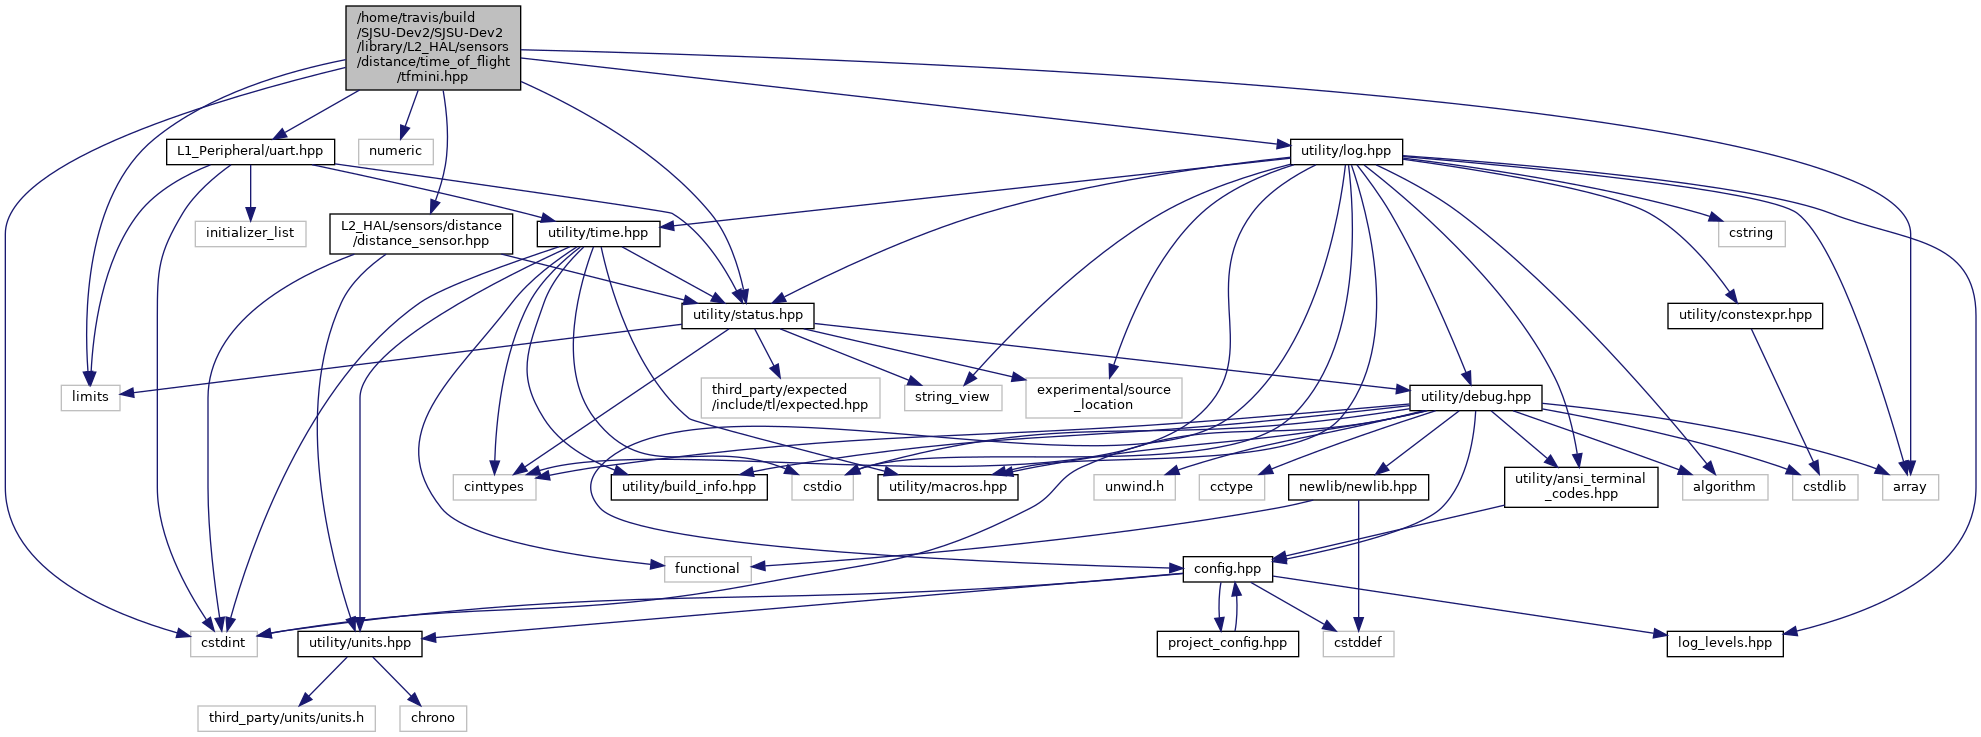 /home/travis/build
/SJSU-Dev2/SJSU-Dev2
/library/L2_HAL/sensors
/distance/time_of_flight
/tfmini.hpp
L1_Peripheral/uart.hpp
numeric
utility/log.hpp
initializer_list
L2_HAL/sensors/distance
/distance_sensor.hpp
utility/time.hpp
cstring
utility/status.hpp
utility/constexpr.hpp
limits
third_party/expected
/include/tl/expected.hpp
string_view
experimental/source
_location
utility/debug.hpp
cinttypes
utility/build_info.hpp
cstdio
utility/macros.hpp
unwind.h
cctype
newlib/newlib.hpp
utility/ansi_terminal
_codes.hpp
algorithm
cstdlib
array
functional
config.hpp
cstdint
utility/units.hpp
project_config.hpp
cstddef
log_levels.hpp
third_party/units/units.h
chrono